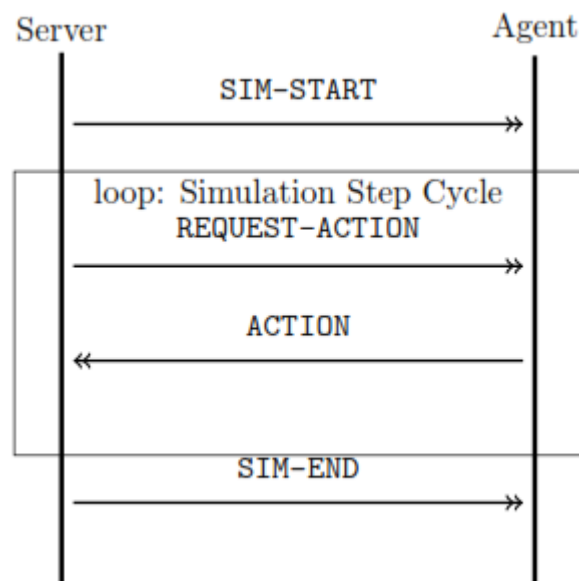 Server
Agent
SIM-START
loop: Simulation Step Cycle
REQUEST-ACTION
ACTION
SIM-END